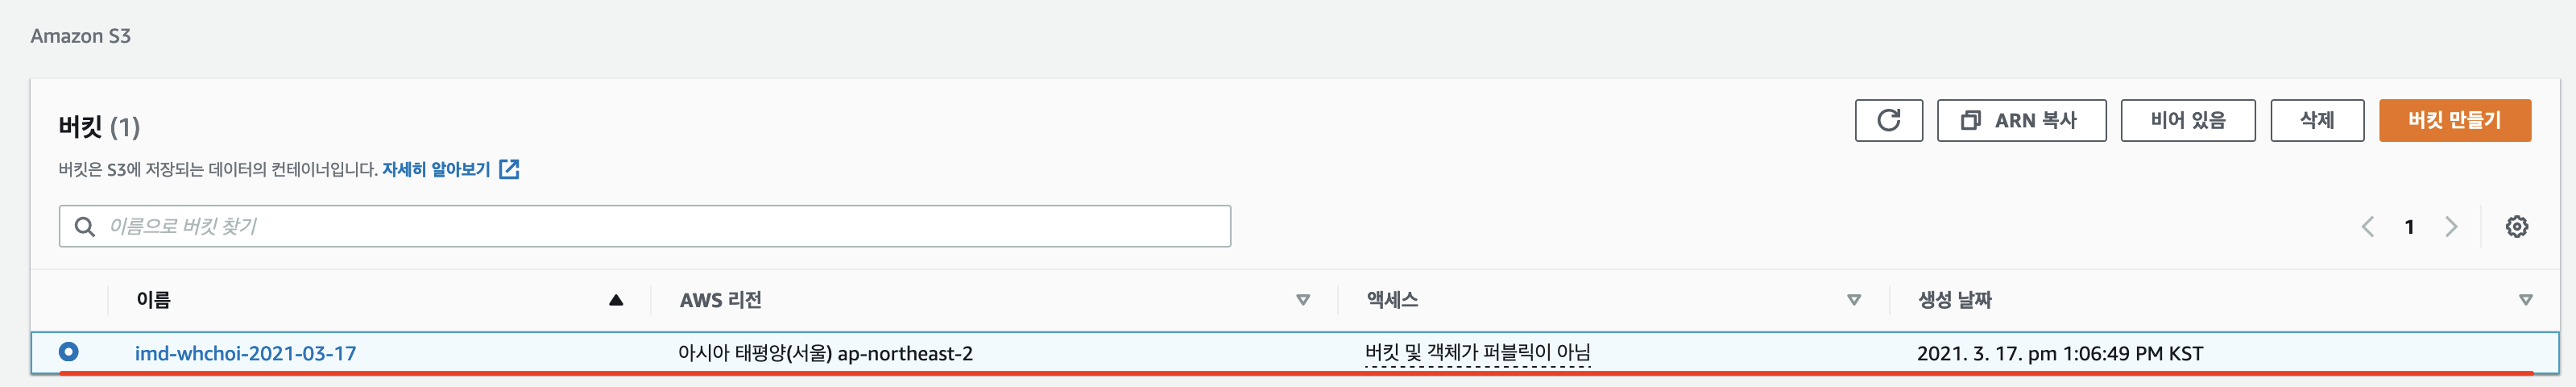 Amazon S3
버킷 (1)
ARN 복사 비어 있음 삭제 버킷 만들기
버킷은 S3에 저장되는 데이터의 컨테이너입니다. 자세히 알아보기
이름으로 버킷 찾기
1
이름 AWS 리전 액세스 생성 날짜
imd-whchoi-2021-03-17 아시아 태평양(서울) ap-northeast-2 버킷 및 객체가 퍼블릭이 아님 2021. 3. 17. pm 1:06:49 PM KST